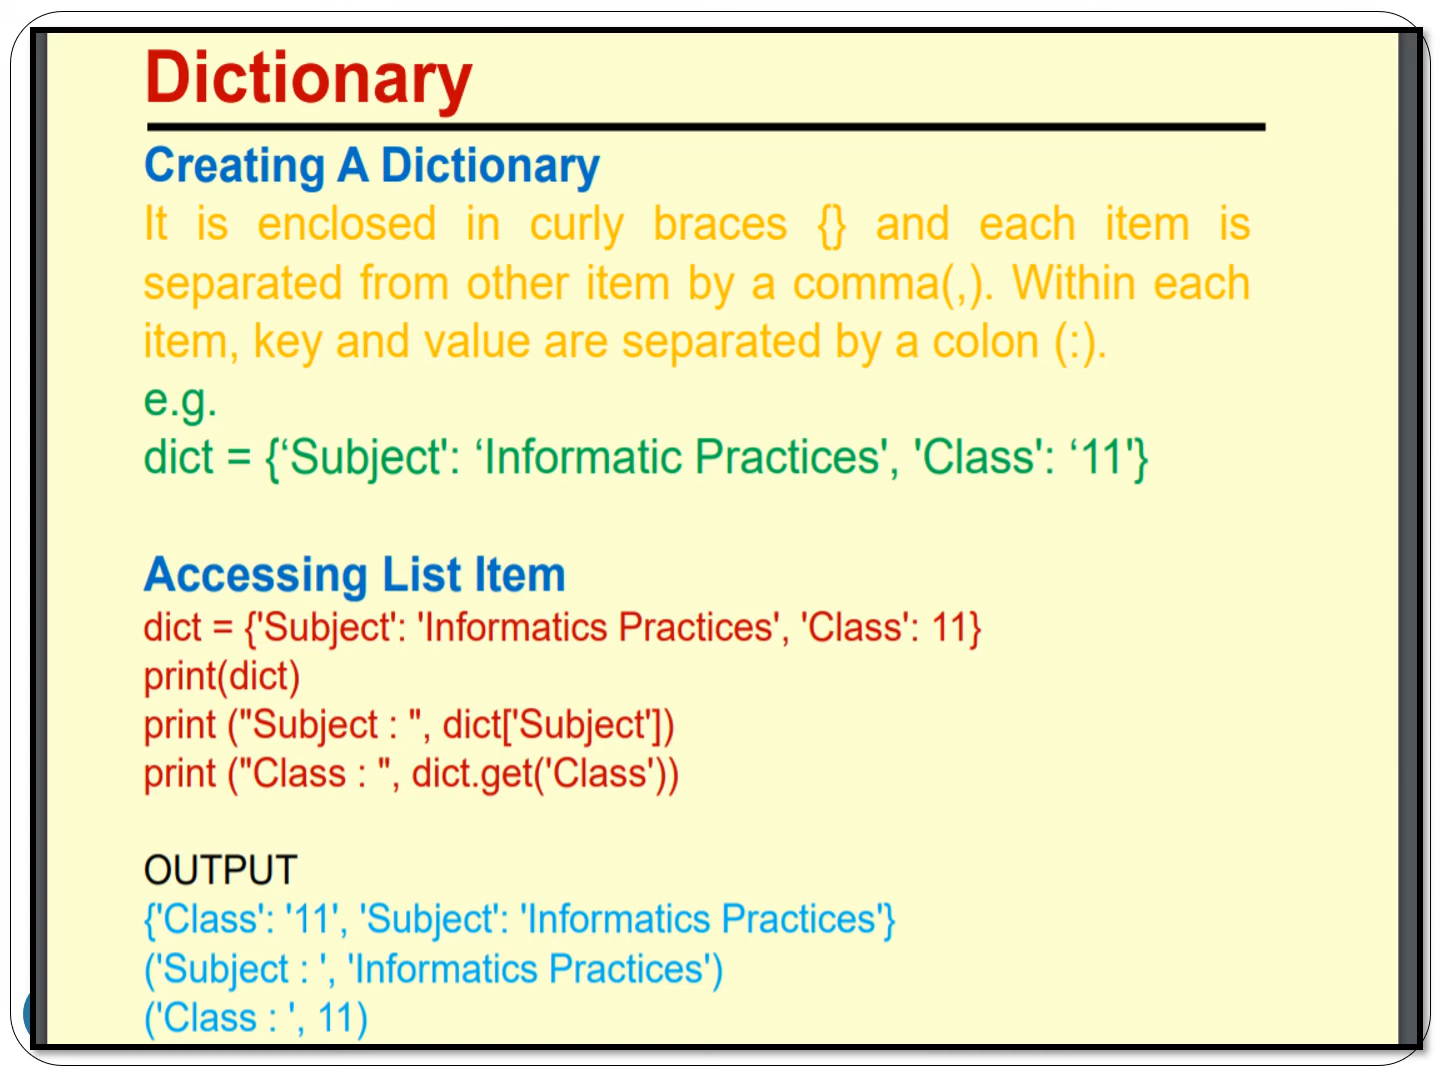 Dictionary
Creating A Dictionary
It is enclosed in curly braces {} and each item is
separated from other item by a comma(,). Within each
item, key and value are separated by a colon (:).
e.g.
dict = {‘Subject': ‘Informatic Practices', 'Class': ‘11'}
Accessing List Item
dict = {'Subject': 'Informatics Practices', 'Class': 11}
print(dict)
print ("Subject : ", dict['Subject'])
print ("Class : ", dict.get('Class'))
OUTPUT
{'Class': '11', 'Subject': 'Informatics Practices'}
('Subject : ', 'Informatics Practices')
('Class : ', 11)